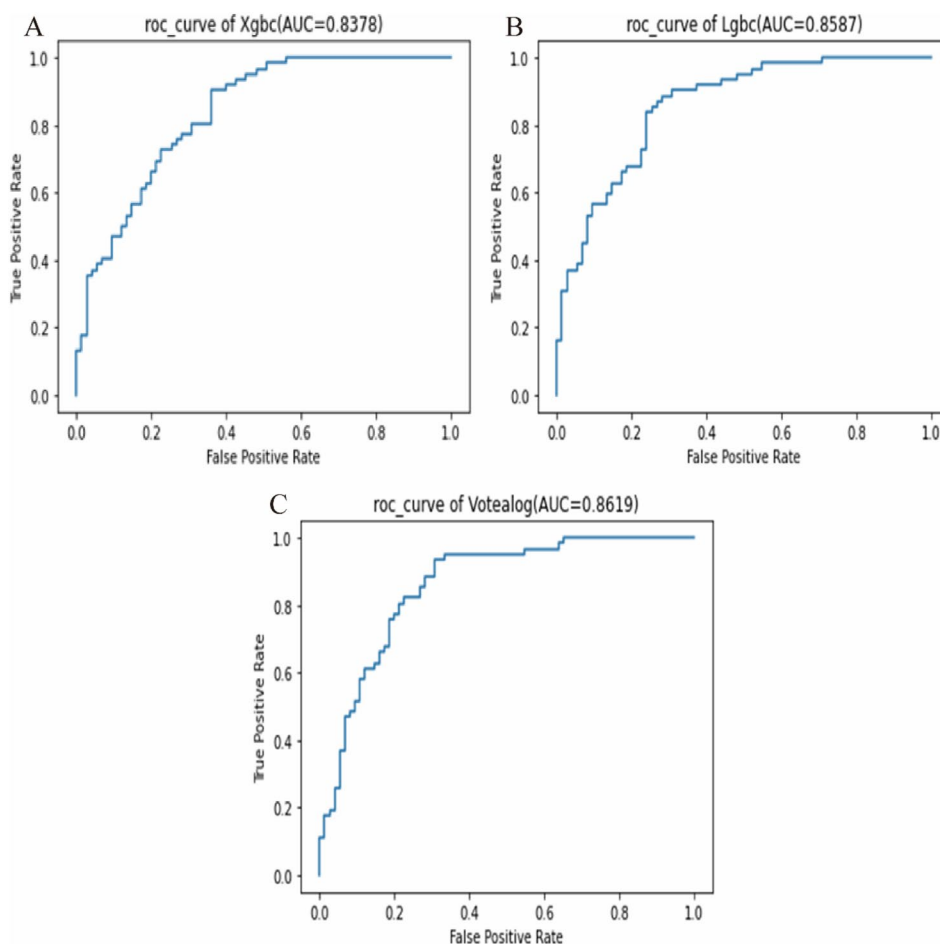 A
roc_curve of Xgbc(AUC=0.8378)
True Positive Rate
1.0
0.8
0.6
0.4
0.2
0.0
0.0 0.2 0.4 0.6 0.8 1.0
False Positive Rate
B
roc_curve of Lgbc(AUC=0.8587)
True Positive Rate
1.0
0.8
0.6
0.4
0.2
0.0
0.0 0.2 0.4 0.6 0.8 1.0
False Positive Rate
C
roc_curve of Votealog(AUC=0.8619)
True Positive Rate
1.0
0.8
0.6
0.4
0.2
0.0
0.0 0.2 0.4 0.6 0.8 1.0
False Positive Rate